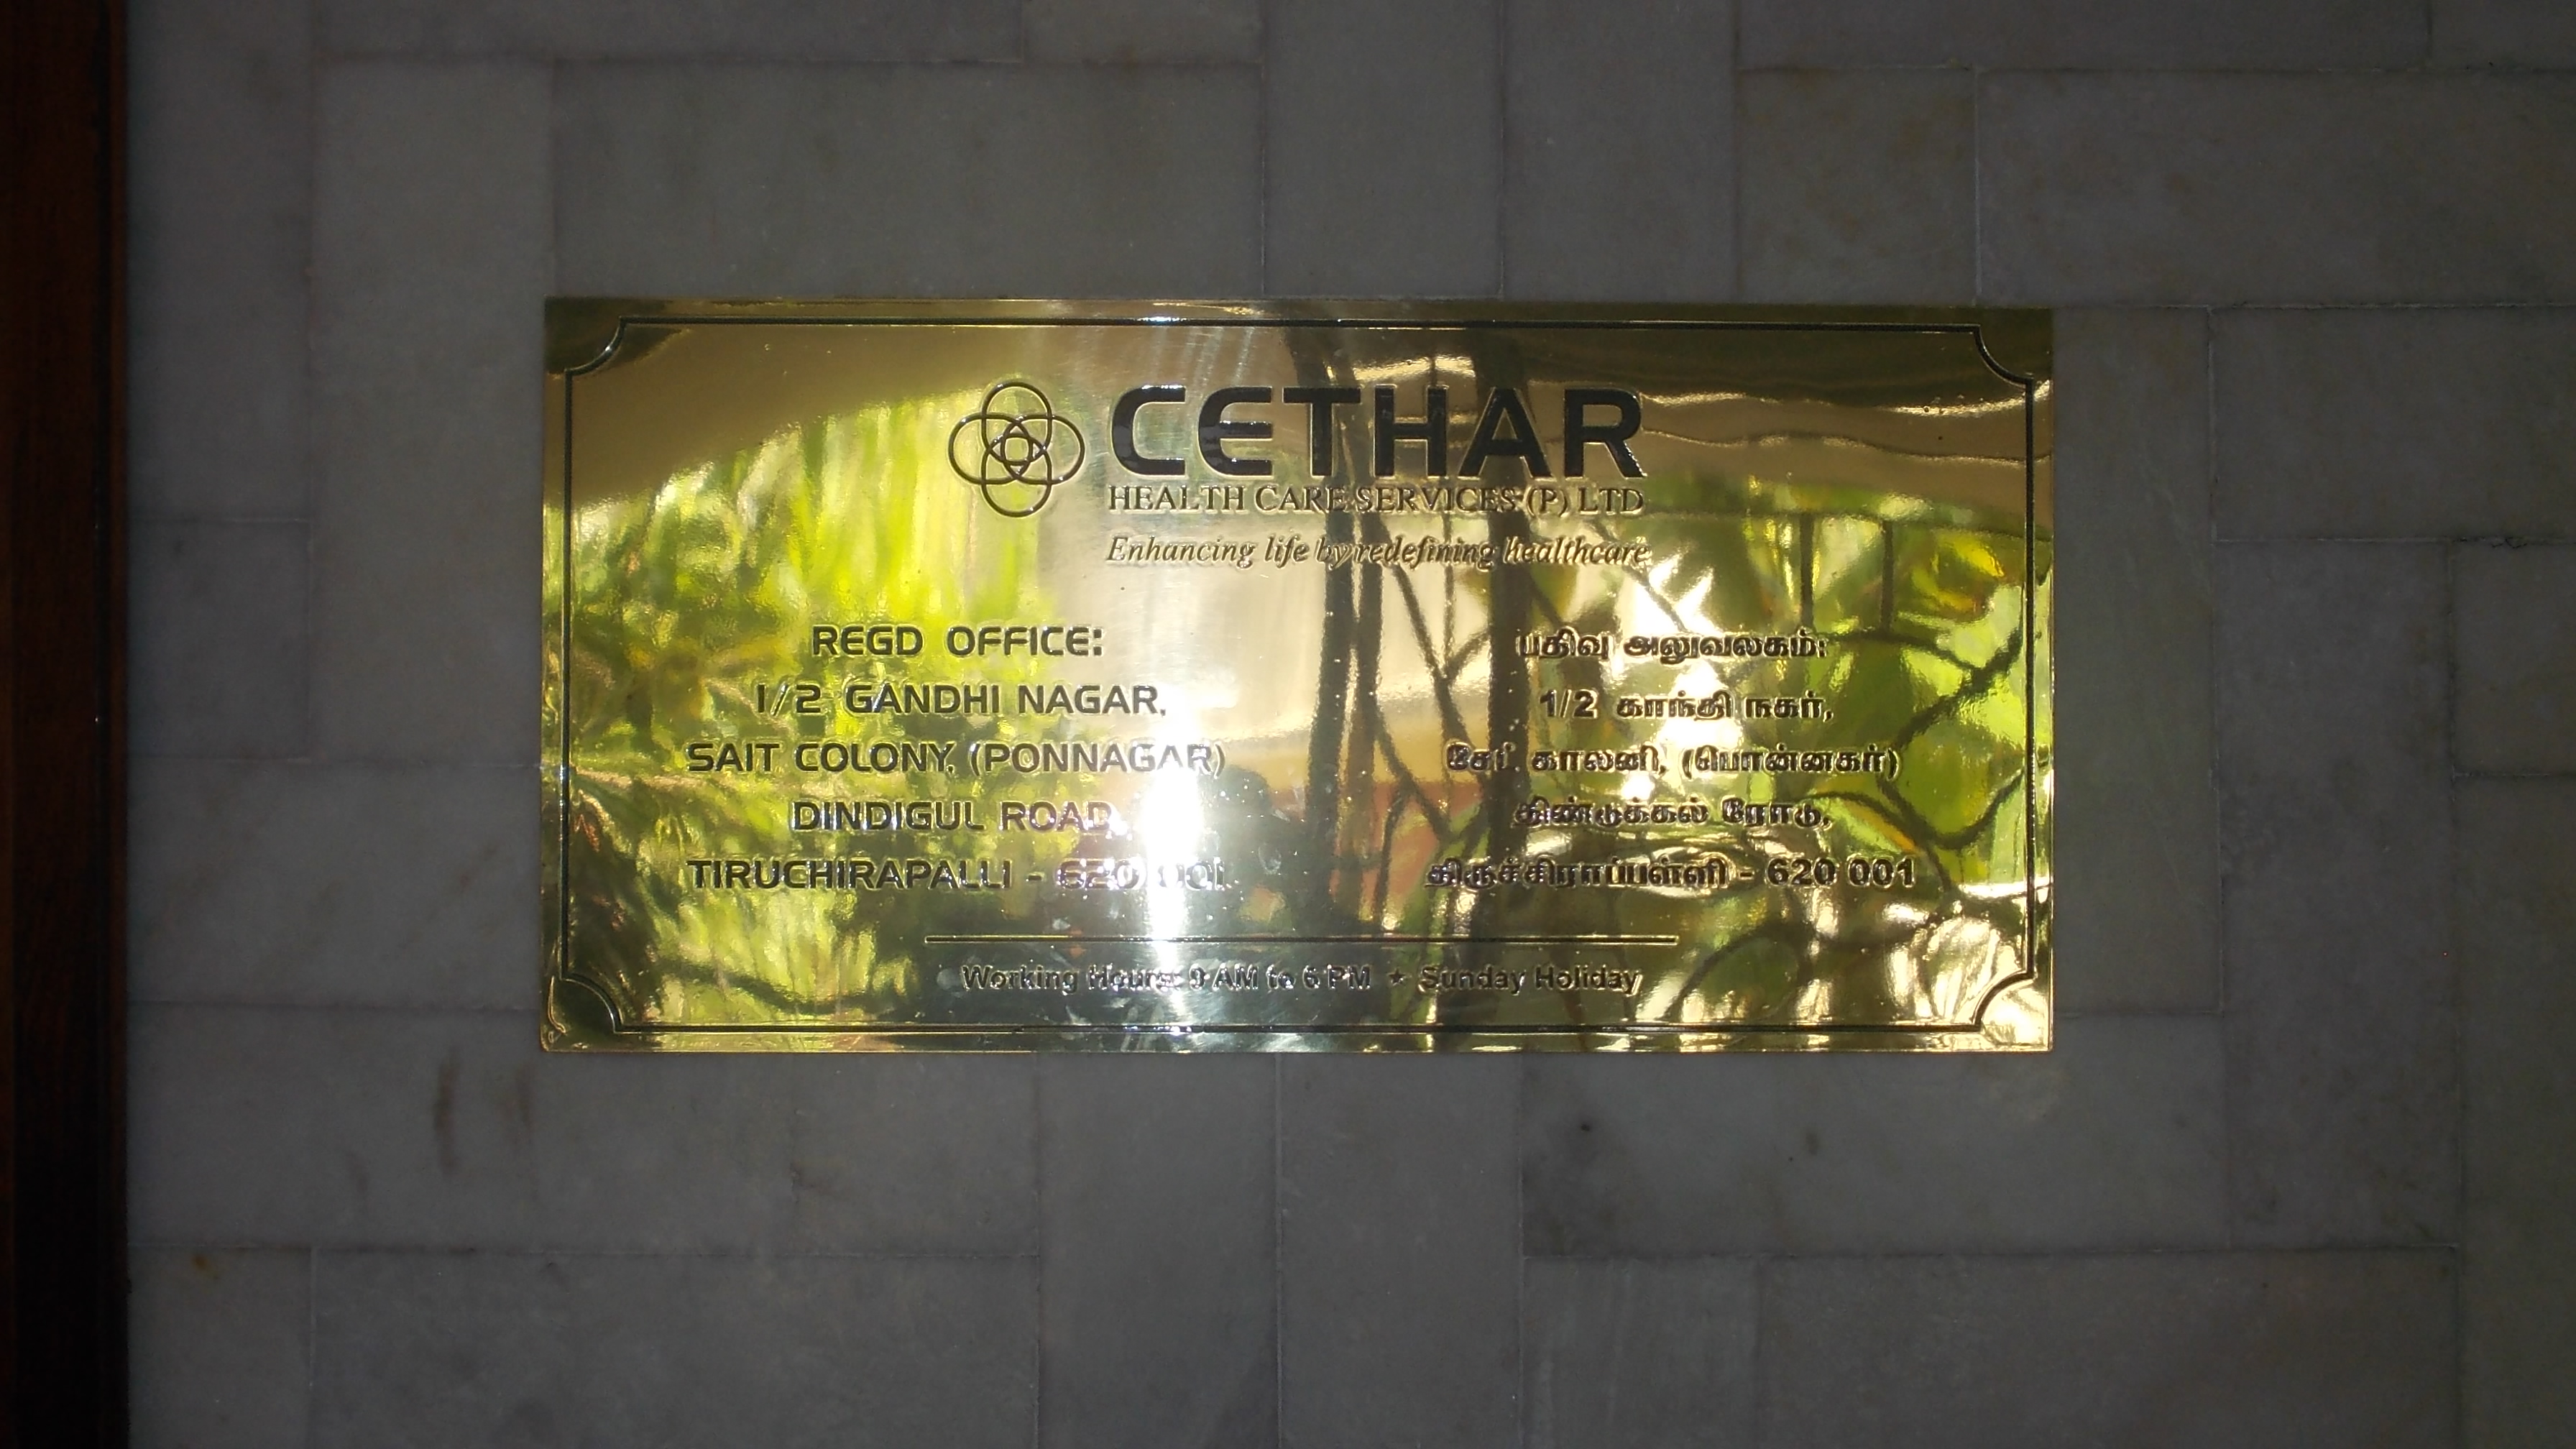 CETHAR
HEALTH CARE SERVICES (P) LTD
Enhancing life by redefining healthcare
REGD OFFICE:
1/2 GANDHI NAGAR,
SAIT COLONY, (PONNAGAR)
DINDIGUL ROAD,
TIRUCHIRAPALLI - 620 001.
பதிவு அலுவலகம்:
1/2 காந்தி நகர்,
சேட் காலனி, (பொன்னகர்)
திண்டுக்கல் ரோடு,
திருச்சிராப்பள்ளி - 620 001
Working Hours: 9 AM to 6 PM ★ Sunday Holiday